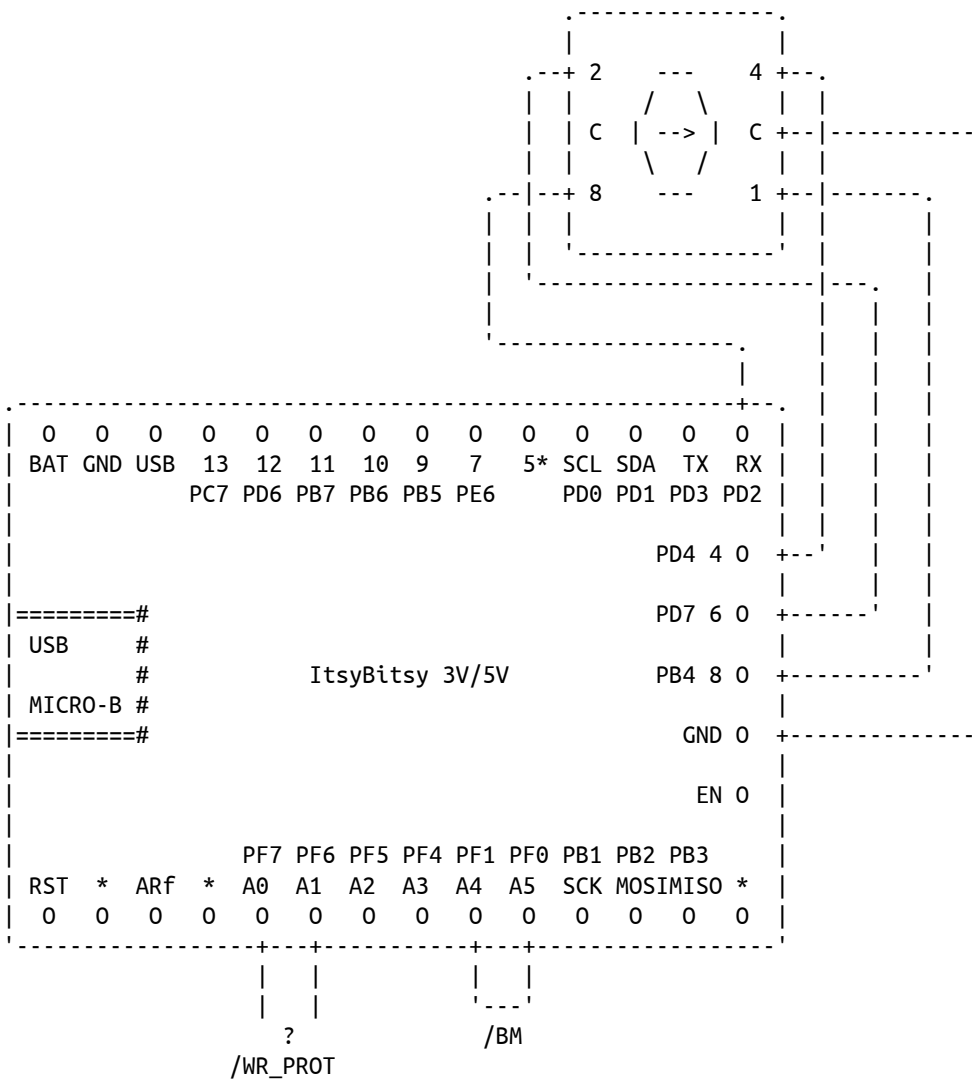 2 4
C --> C
8 1
O O O O O O O O O O O O O O
BAT GND USB 13 12 11 10 9 7 5* SCL SDA TX RX
PC7 PD6 PB7 PB6 PB5 PE6 PD0 PD1 PD3 PD2
PD4 4 O
PD7 6 O
USB
ItsyBitsy 3V/5V PB4 8 O
MICRO-B
GND O
EN O
PF7 PF6 PF5 PF4 PF1 PF0 PB1 PB2 PB3
RST * ARf * A0 A1 A2 A3 A4 A5 SCK MOSIMISO *
O O O O O O O O O O O O O O
? /BM
/WR_PROT